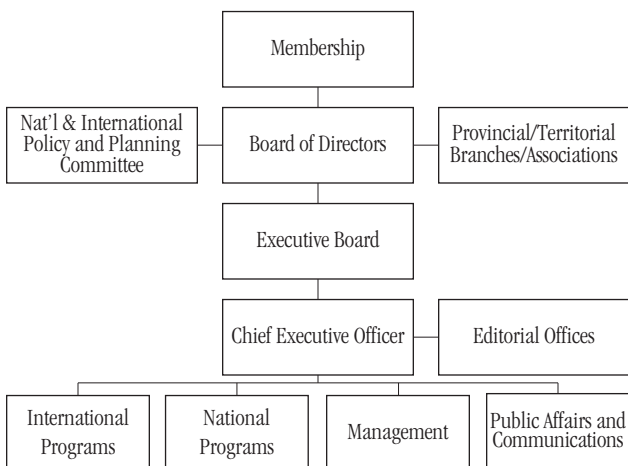 Membership
Nat'l & International
Policy and Planning
Committee
Board of Directors
Provincial/Territorial
Branches/Associations
Executive Board
Chief Executive Officer
Editorial Offices
International
Programs
National
Programs
Management
Public Affairs and
Communications